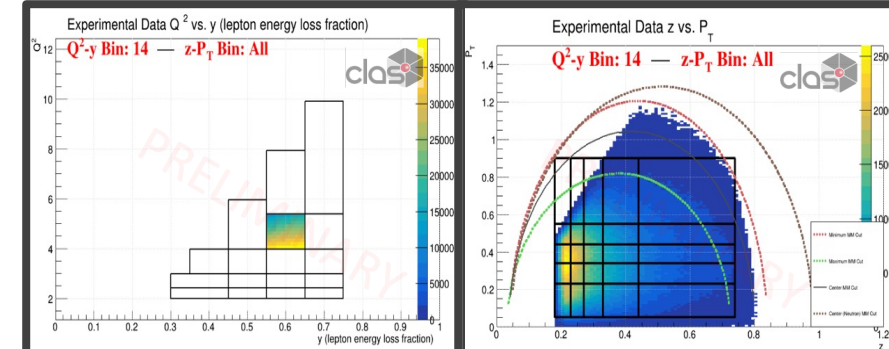 Experimental Data Q 2 vs. y (lepton energy loss fraction)
Q2-y Bin: 14 — z-PT Bin: All
clas
PRELIMINARY
Q2
12
10
8
6
4
2
0 0.1 0.2 0.3 0.4 0.5 0.6 0.7 0.8 0.9 1
y (lepton energy loss fraction)
35000
30000
25000
20000
15000
10000
5000
0
Experimental Data z vs. PT
Q2-y Bin: 14 — z-PT Bin: All
clas
PT
1.4
1.2
1
0.8
0.6
0.4
0.2
0
0 0.2 0.4 0.6 0.8 1 1.2
z
250
200
150
100
Minimum MM Cut
Maximum MM Cut
Center MM Cut
Center (Neutron) MM Cut